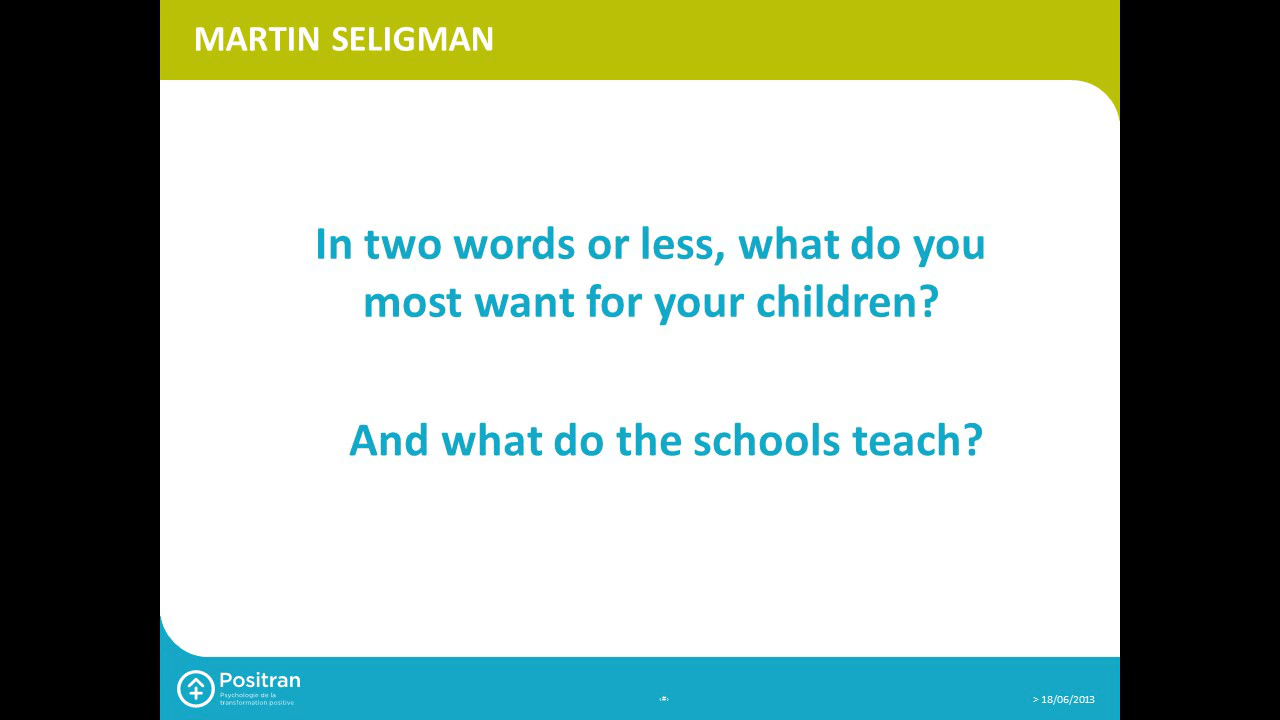 MARTIN SELIGMAN
In two words or less, what do you
most want for your children?
And what do the schools teach?
Positran
Psychologie de la
transformation positive
‹#›
> 18/06/2013